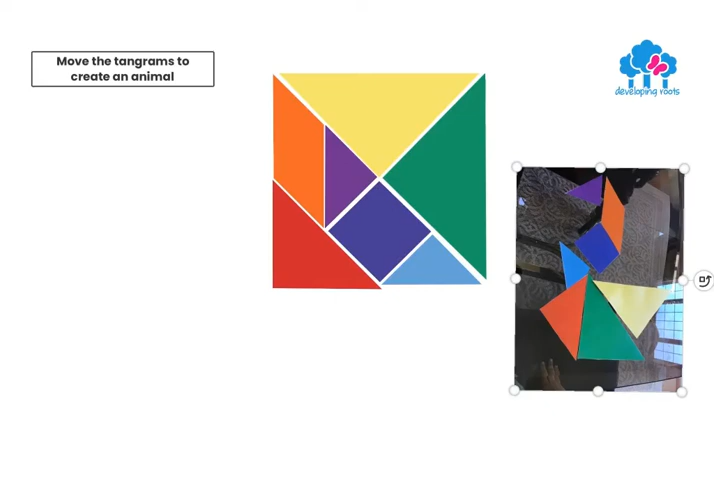 Move the tangrams to
create an animal
developing roots